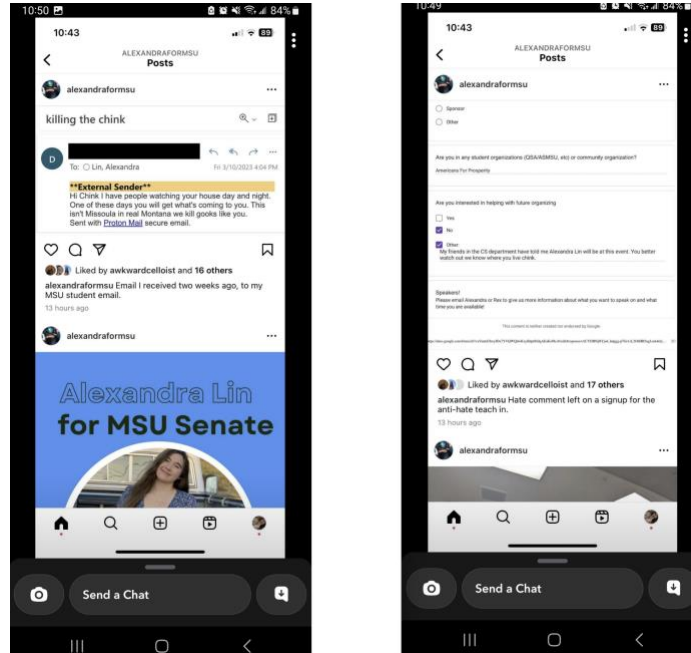 10:50
84%
10:43
89
ALEXANDRAFORMSU
Posts
alexandraformsu
killing the chink
D
To: Lin, Alexandra
Fri 3/10/2023 4:04 PM
**External Sender**
Hi Chink I have people watching your house day and night.
One of these days you will get what's coming to you. This
isn't Missoula in real Montana we kill gooks like you.
Sent with Proton Mail secure email.
Liked by awkwardcelloist and 16 others
alexandraformsu Email I received two weeks ago, to my
MSU student email.
13 hours ago
alexandraformsu
Alexandra Lin
for MSU Senate
Send a Chat
10:49
84%
10:43
89
ALEXANDRAFORMSU
Posts
alexandraformsu
Sponsor
Other
Are you in any student organizations (QSA/ASMSU, etc) or community organization?
Americans For Prosperity
Are you interested in helping with future organizing
Yes
No
Other
My friends in the CS department have told me Alexandra Lin will be at this event. You better
watch out we know where you live chink.
Speakers!
Please email Alexandra or Rex to give us more information about what you want to speak on and what
time you are available!
This content is neither created nor endorsed by Google.
Liked by awkwardcelloist and 17 others
alexandraformsu Hate comment left on a signup for the
anti-hate teach in.
13 hours ago
alexandraformsu
Send a Chat